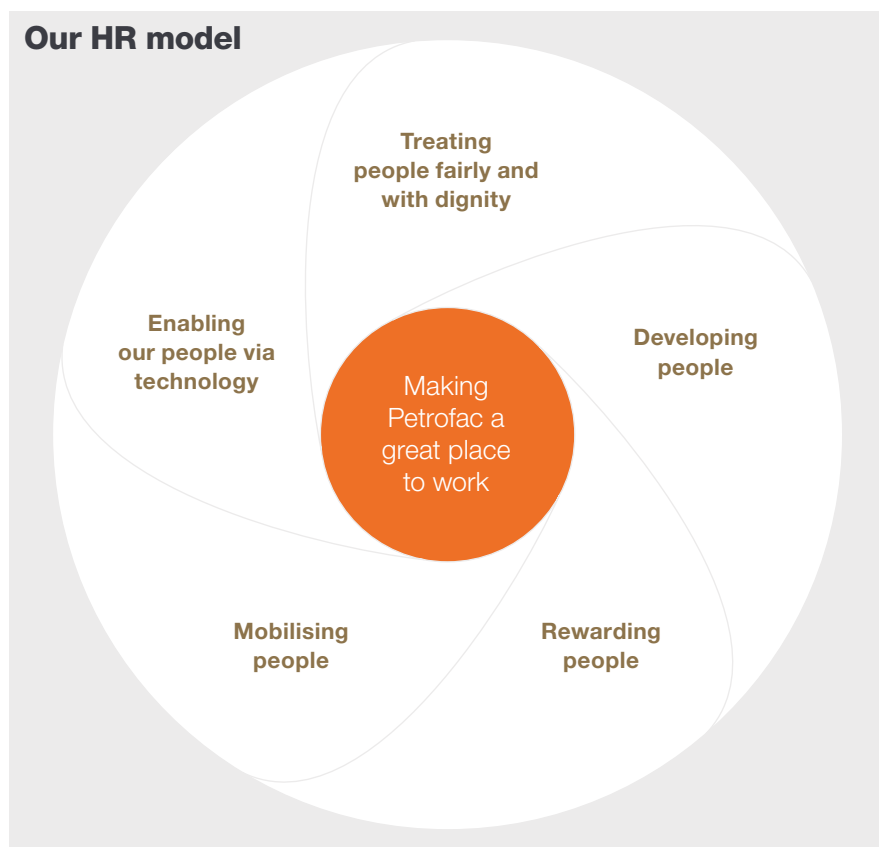 Our HR model
Treating
people fairly and
with dignity
Developing
people
Rewarding
people
Mobilising
people
Enabling
our people via
technology
Making
Petrofac a
great place
to work